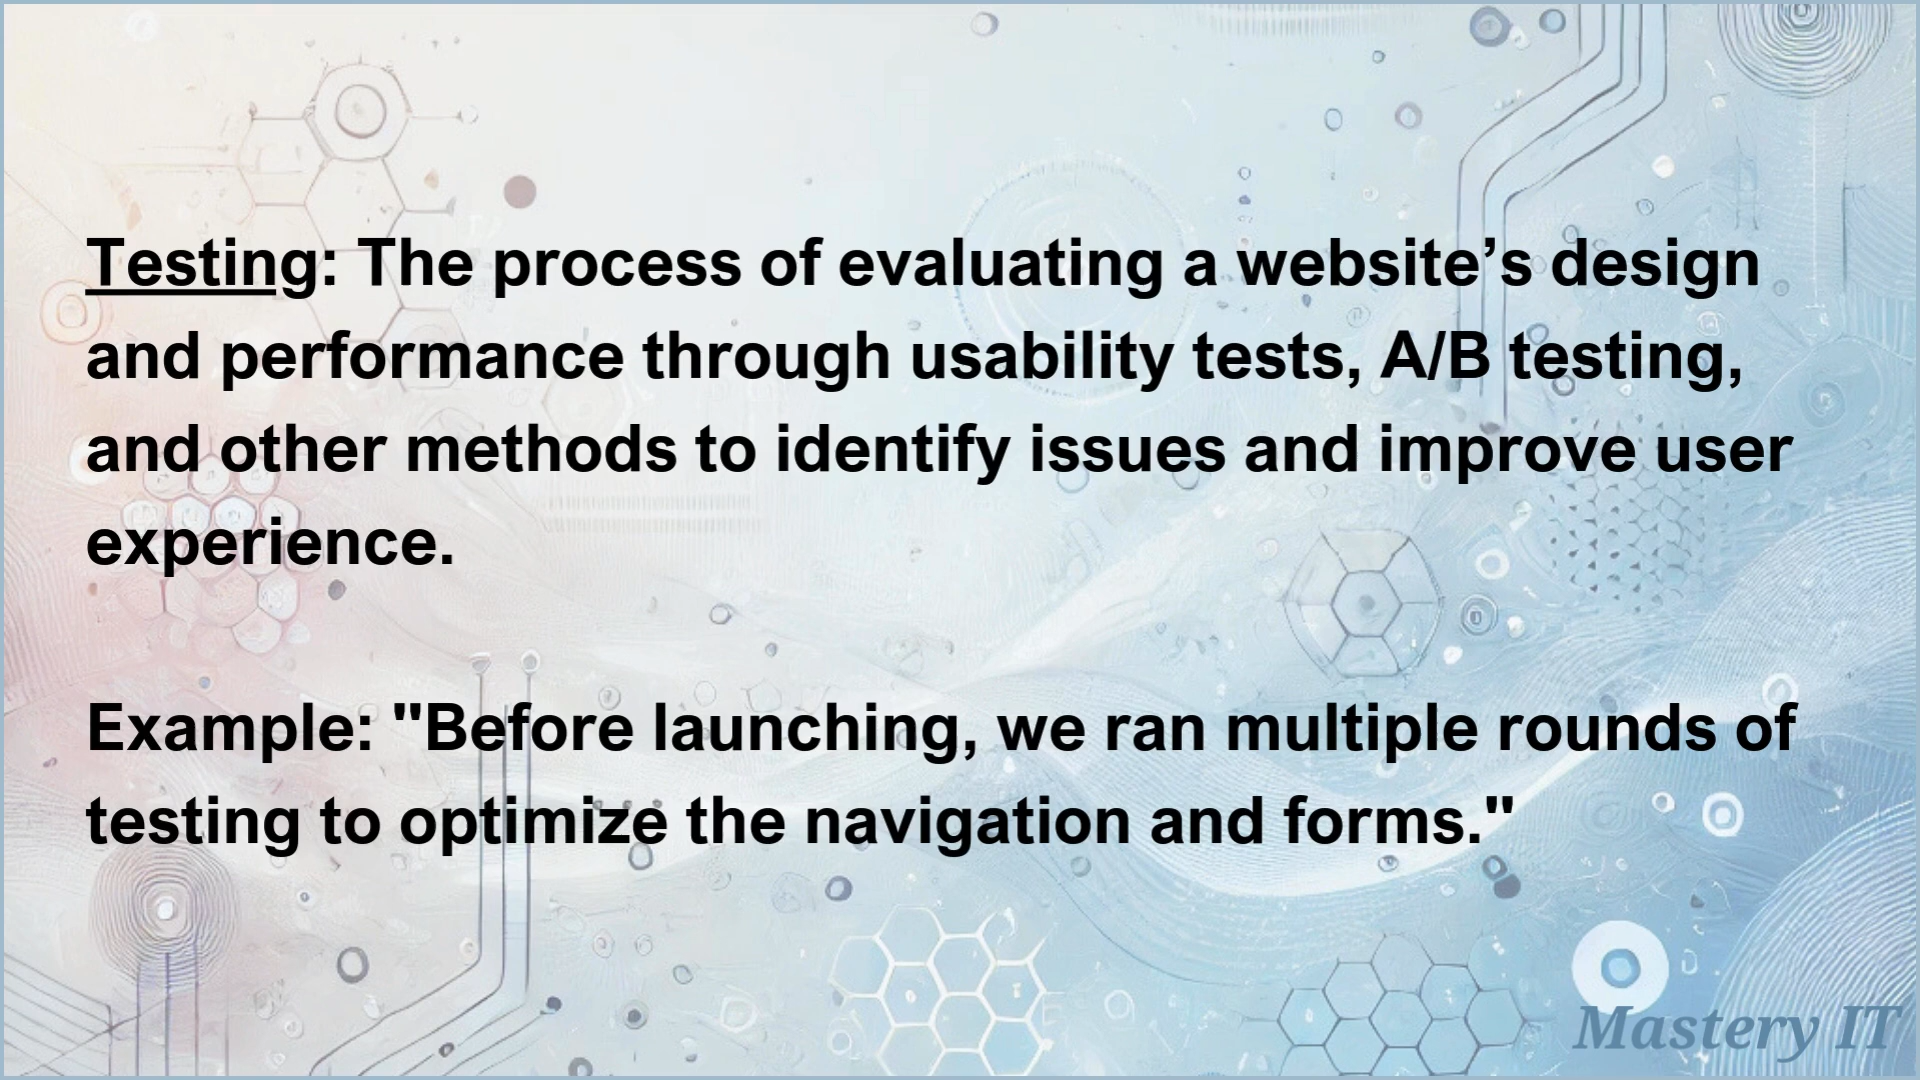 Testing: The process of evaluating a website’s design
and performance through usability tests, A/B testing,
and other methods to identify issues and improve user
experience.
Example: "Before launching, we ran multiple rounds of
testing to optimize the navigation and forms."
Mastery IT